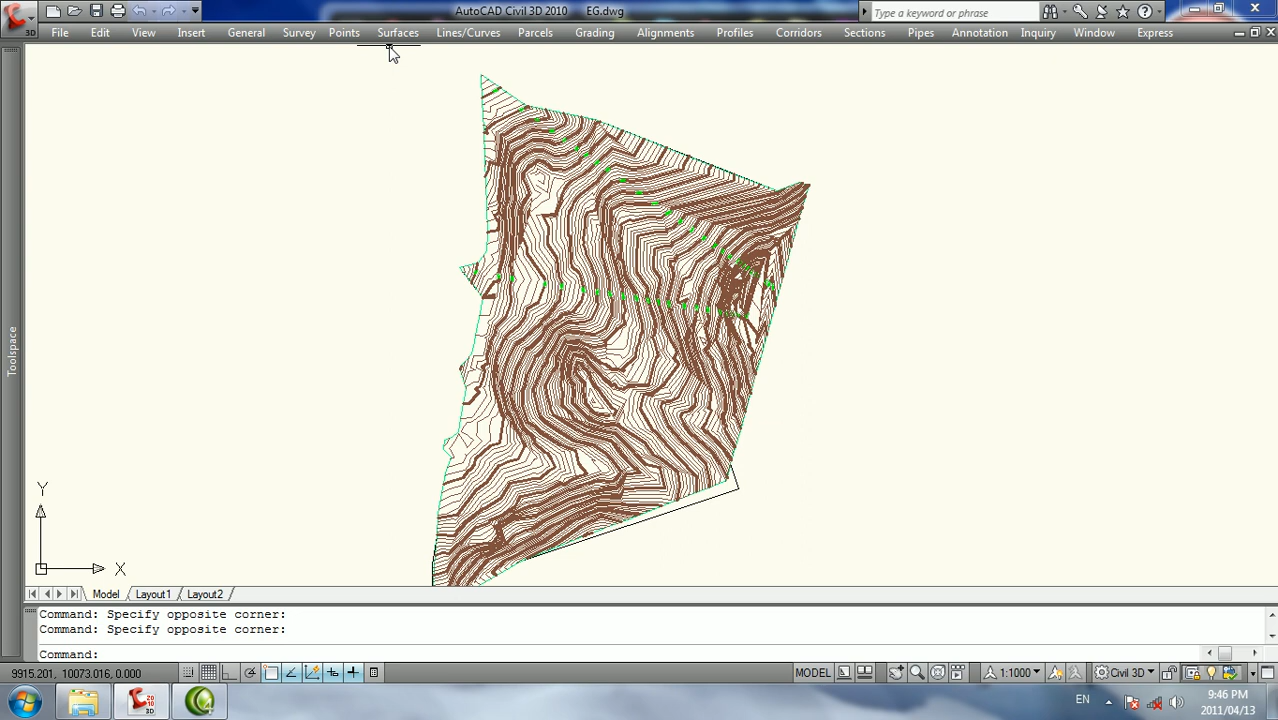 AutoCAD Civil 3D 2010 EG.dwg
Type a keyword or phrase
3D
File Edit View Insert General Survey Points Surfaces Lines/Curves Parcels Grading Alignments Profiles Corridors Sections Pipes Annotation Inquiry Window Express
Toolspace
Y
X
Model Layout1 Layout2
Command: Specify opposite corner:
Command: Specify opposite corner:
Command:
9915.201, 10073.016, 0.000
MODEL
1:1000
Civil 3D
EN
9:46 PM
2011/04/13